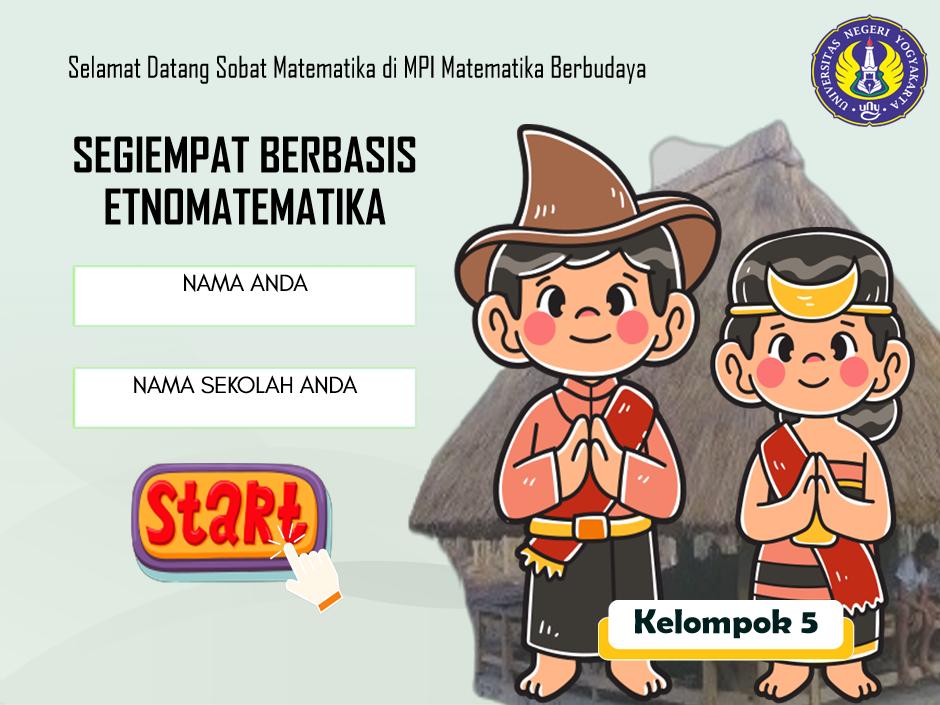 Selamat Datang Sobat Matematika di MPI Matematika Berbudaya
UNIVERSITAS NEGERI YOGYAKARTA
uny
SEGIEMPAT BERBASIS
ETNOMATEMATIKA
NAMA ANDA
NAMA SEKOLAH ANDA
Start
Kelompok 5